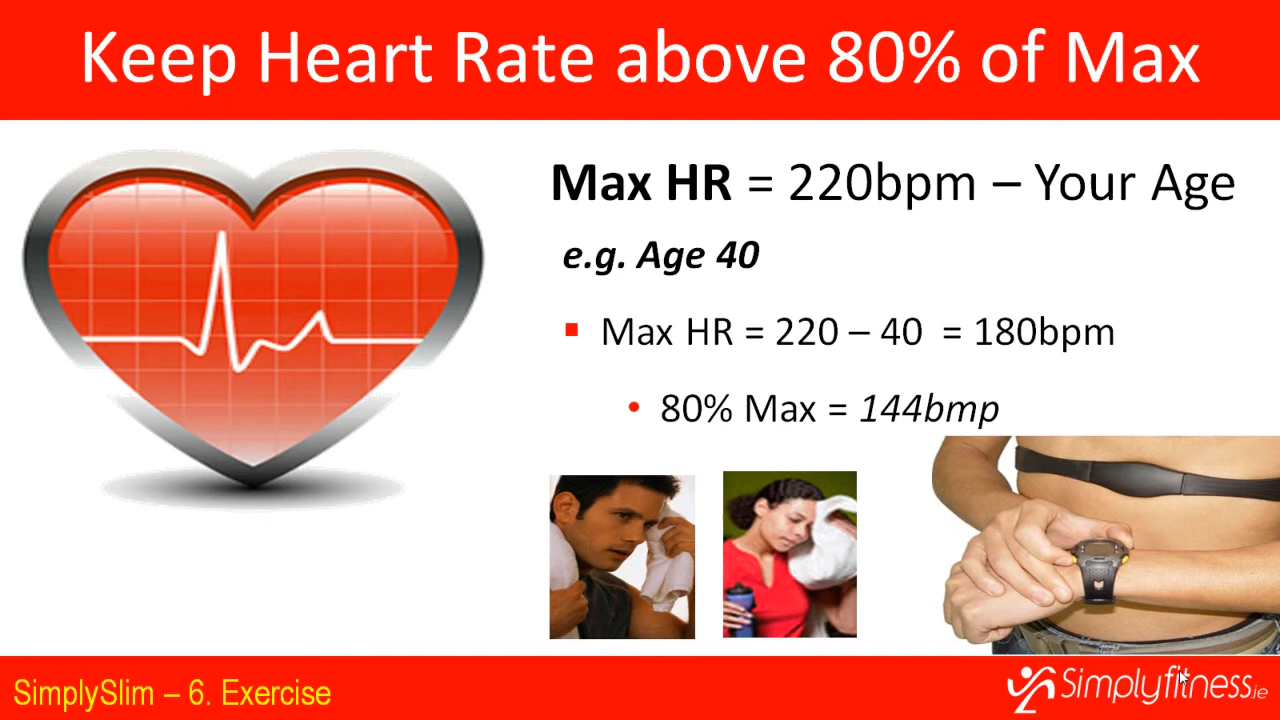 Keep Heart Rate above 80% of Max
Max HR = 220bpm – Your Age
e.g. Age 40
Max HR = 220 – 40 = 180bpm
80% Max = 144bmp
SimplySlim – 6. Exercise
Simplyfitness.ie